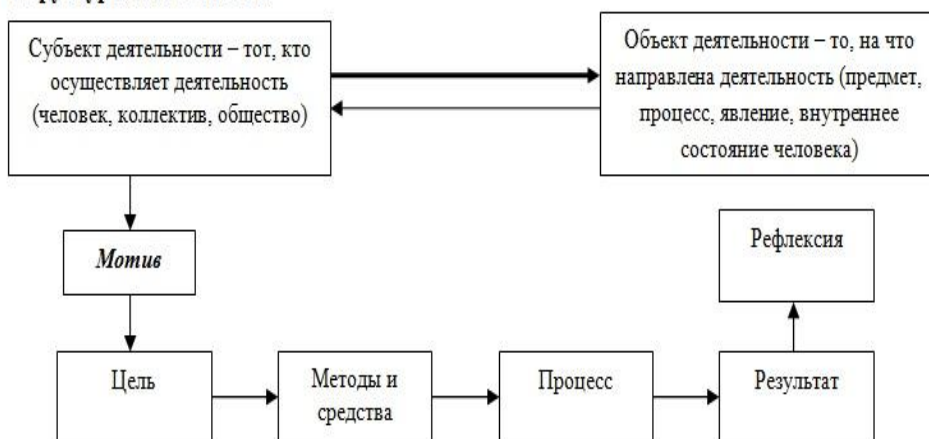 Субъект деятельности – тот, кто
осуществляет деятельность
(человек, коллектив, общество)
Объект деятельности – то, на что
направлена деятельность (предмет,
процесс, явление, внутреннее
состояние человека)
Мотив
Рефлексия
Цель
Методы и
средства
Процесс
Результат